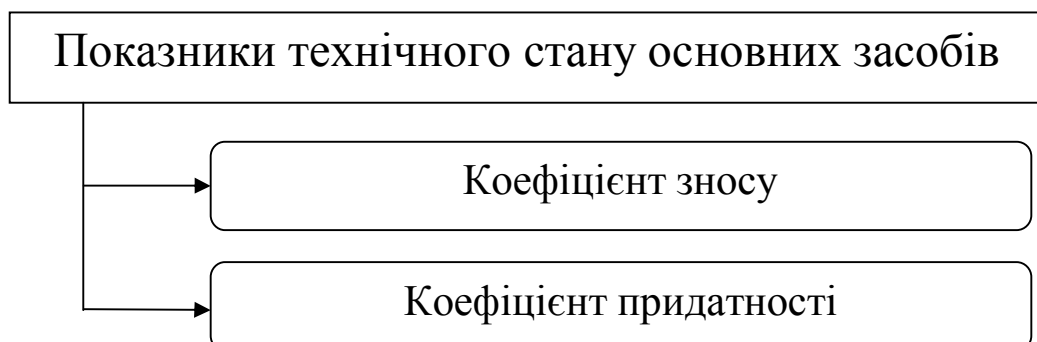 Показники технічного стану основних засобів
Коефіцієнт зносу
Коефіцієнт придатності